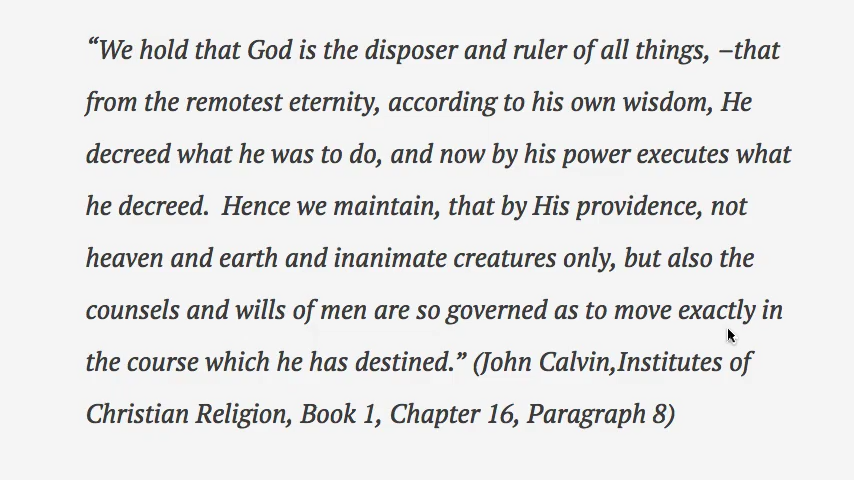 “We hold that God is the disposer and ruler of all things, –that
from the remotest eternity, according to his own wisdom, He
decreed what he was to do, and now by his power executes what
he decreed.  Hence we maintain, that by His providence, not
heaven and earth and inanimate creatures only, but also the
counsels and wills of men are so governed as to move exactly in
the course which he has destined.” (John Calvin,Institutes of
Christian Religion, Book 1, Chapter 16, Paragraph 8)